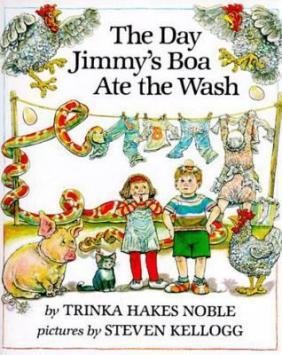 The Day
Jimmy's Boa
Ate the Wash
by TRINKA HAKES NOBLE
pictures by STEVEN KELLOGG